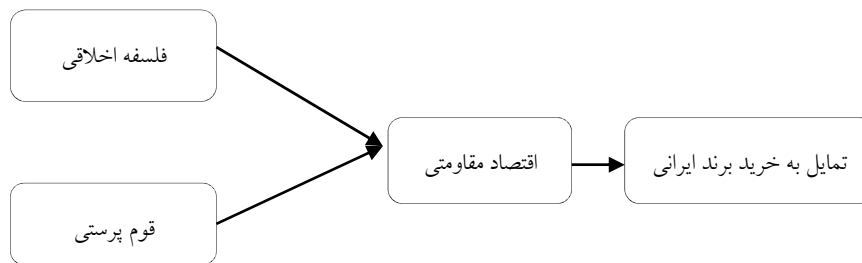 فلسفه اخلاقی
تمایل به خرید برند ایرانی
اقتصاد مقاومتی
قوم پرستی